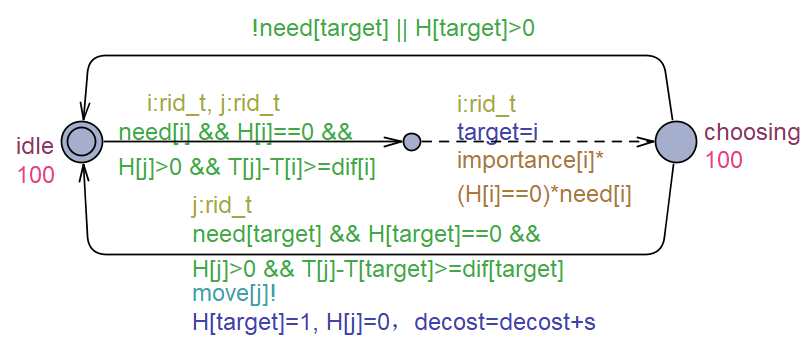 !need[target] || H[target]>0
i:rid_t, j:rid_t
need[i] && H[i]==0 &&
H[j]>0 && T[j]-T[i]>=dif[i]
i:rid_t
target=i
importance[i]*
(H[i]==0)*need[i]
idle
100
choosing
100
j:rid_t
need[target] && H[target]==0 &&
H[j]>0 && T[j]-T[target]>=dif[target]
move[j]!
H[target]=1, H[j]=0，decost=decost+s